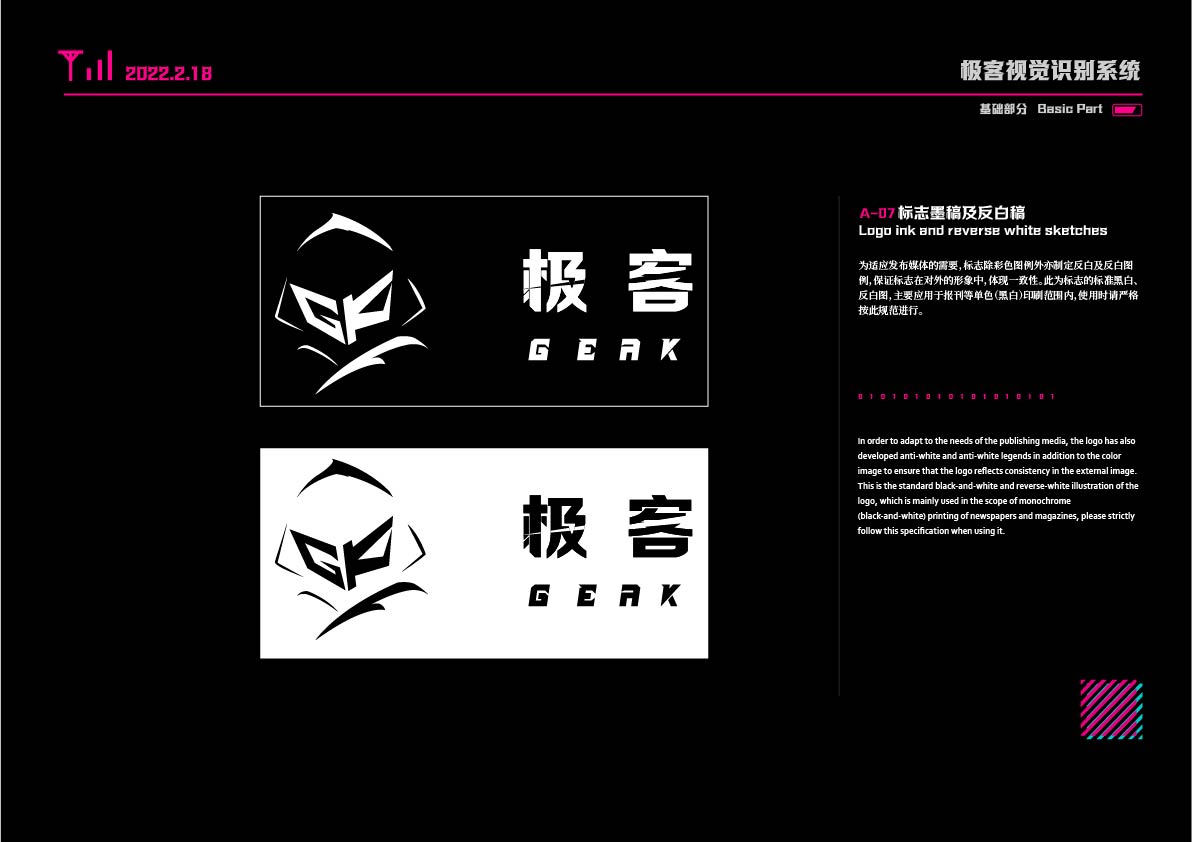 2022.2.18
极客视觉识别系统
基础部分 Basic Part
GK
极客
GEAK
GK
极客
GEAK
A-07 标志墨稿及反白稿
Logo ink and reverse white sketches
为适应发布媒体的需要,标志除彩色图例外亦制定反白及反白图
例,保证标志在对外的形象中,体现一致性。此为标志的标准黑白、
反白图,主要应用于报刊等单色(黑白)印刷范围内,使用时请严格
按此规范进行。
0 1 0 1 0 1 0 1 0 1 0 1 0 1 0 1 0 1
In order to adapt to the needs of the publishing media, the logo has also
developed anti-white and anti-white legends in addition to the color
image to ensure that the logo reflects consistency in the external image.
This is the standard black-and-white and reverse-white illustration of the
logo, which is mainly used in the scope of monochrome
(black-and-white) printing of newspapers and magazines, please strictly
follow this specification when using it.